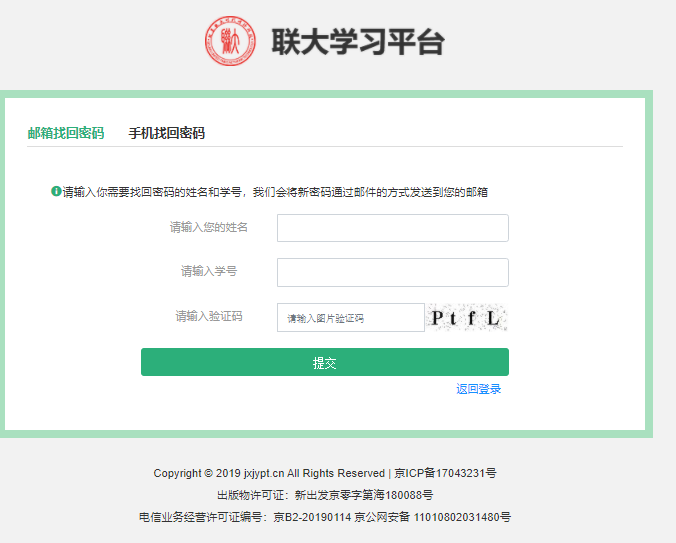 联大学习平台
邮箱找回密码 手机找回密码
请输入你需要找回密码的姓名和学号，我们会将新密码通过邮件的方式发送到您的邮箱
请输入您的姓名
请输入学号
请输入验证码 请输入图片验证码 P t f L
提交
返回登录
Copyright © 2019 jxjypt.cn All Rights Reserved | 京ICP备17043231号
出版物许可证：新出发京零字第海180088号
电信业务经营许可证编号：京B2-20190114 京公网安备 11010802031480号